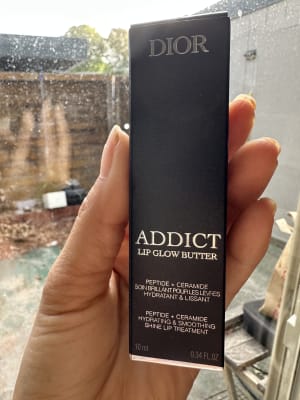 DIOR
ADDICT
LIP GLOW BUTTER
PEPTIDE + CERAMIDE
SOIN BRILLANT POUR LES LÈVRES
HYDRATANT & LISSANT
PEPTIDE + CERAMIDE
HYDRATING & SMOOTHING
SHINE LIP TREATMENT
10 ml
0.34 FL. OZ